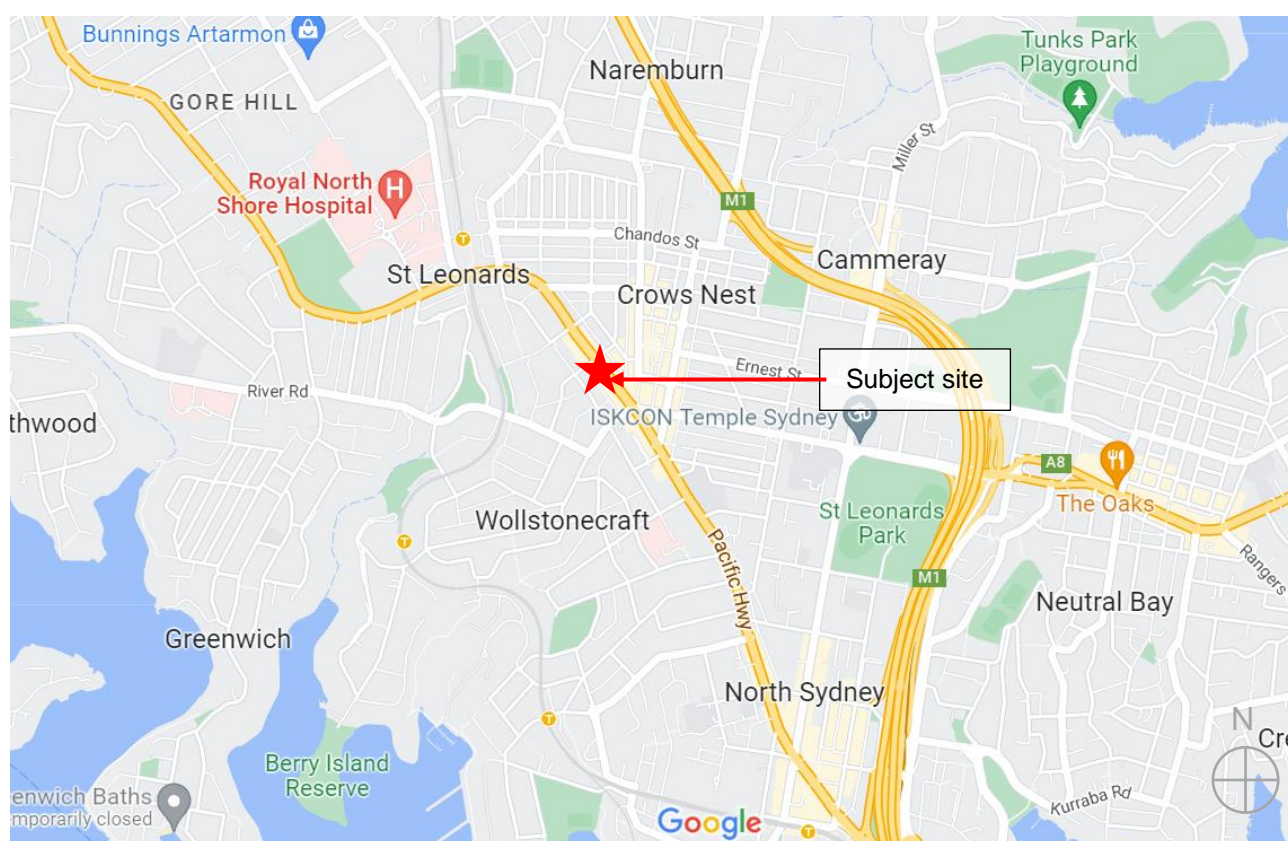 Bunnings Artarmon
Tunks Park
Playground
Naremburn
GORE HILL
Miller St
Royal North
Shore Hospital
H
M1
T
Chandos St
Cammeray
St Leonards
Crows Nest
Ernest St
Subject site
River Rd
ISKCON Temple Sydney
thwood
A8
The Oaks
St Leonards
Park
Wollstonecraft
T
Pacific Hwy
Rangers
M1
Neutral Bay
Greenwich
North Sydney
T
N
Cre
Berry Island
Reserve
enwich Baths
emporarily closed
Kurraba Rd
Google
T